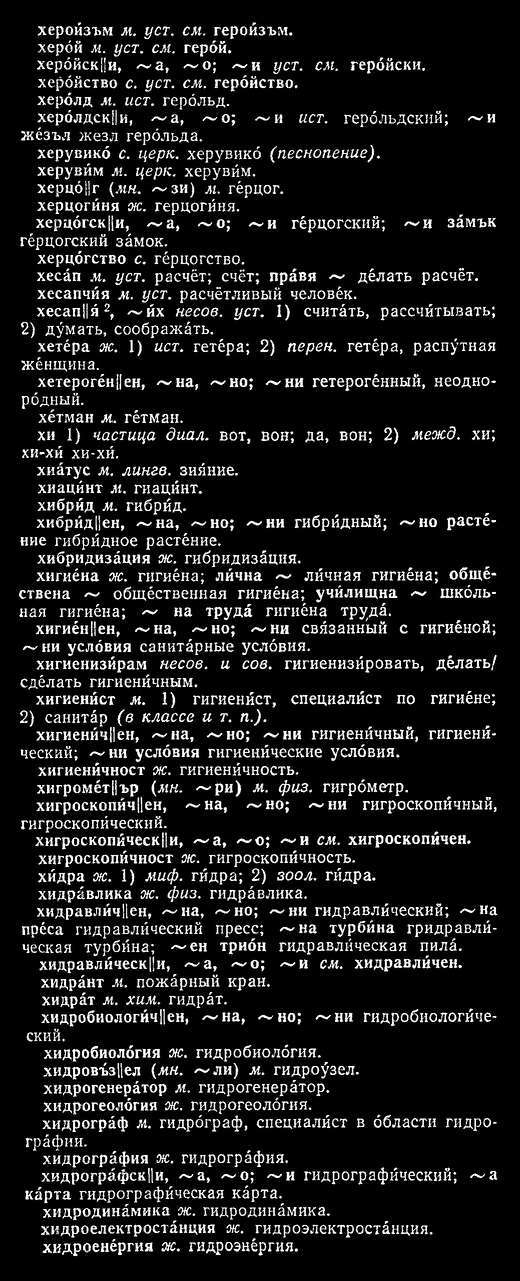 херои́зъм м. уст. см. герои́зъм.
херо́й м. уст. см. геро́й.
херо́йск||и, ~а, ~о; ~и уст. см. геро́йски.
херо́йство с. уст. см. геро́йство.
херо́лд м. ист. геро́льд.
херо́лдск||и, ~а, ~о; ~и ист. геро́льдский; ~и
же́зъл жезл геро́льда.
херувико́ с. церк. херувико́ (песнопение).
херуви́м м. церк. херуви́м.
херцо́||г (мн. ~зи) м. ге́рцог.
херцоги́ня ж. герцоги́ня.
херцо́гск||и, ~а, ~о; ~и ге́рцогский; ~и за́мък
ге́рцогский за́мок.
херцо́гство с. ге́рцогство.
хеса́п м. уст. расчёт; счёт; пра́вя ~ де́лать расчёт.
хесапчи́я м. уст. расчётливый челове́к.
хесап||я́ ², ~и́х несов. уст. 1) счита́ть, рассчи́тывать;
2) ду́мать, сообража́ть.
хете́ра ж. 1) ист. гете́ра; 2) перен. гете́ра, распу́тная
же́нщина.
хетероге́н||ен, ~на, ~но; ~ни гетероге́нный, неодно-
ро́дный.
хе́тман м. ге́тман.
хи 1) частица диал. вот, вон; да, вон; 2) межд. хи;
хи-хи́ хи-хи́.
хиа́тус м. лингв. зия́ние.
хиаци́нт м. гиаци́нт.
хибри́д м. гибри́д.
хибри́д||ен, ~на, ~но; ~ни гибри́дный; ~но расте́-
ние гибри́дное расте́ние.
хибридиза́ция ж. гибридиза́ция.
хигие́на ж. гигие́на; ли́чна ~ ли́чная гигие́на; обще́-
ствена ~ обще́ственная гигие́на; учи́лищна ~ шко́ль-
ная гигие́на; ~ на труда́ гигие́на труда́.
хигие́н||ен, ~на, ~но; ~ни свя́занный с гигие́ной;
~ни усло́вия санита́рные усло́вия.
хигиенизи́рам несов. и сов. гигиенизи́ровать, де́лать/
сде́лать гигиени́чным.
хигиени́ст м. 1) гигиени́ст, специали́ст по гигие́не;
2) санита́р (в классе и т. п.).
хигиени́ч||ен, ~на, ~но; ~ни гигиени́чный, гигиени́-
ческий; ~ни усло́вия гигиени́ческие усло́вия.
хигиени́чност ж. гигиени́чность.
хигроме́т||ър (мн. ~ри) м. физ. гигро́метр.
хигроскопи́ч||ен, ~на, ~но; ~ни гигроскопи́чный,
гигроскопи́ческий.
хигроскопи́ческ||и, ~а, ~о; ~и см. хигроскопи́чен.
хигроскопи́чност ж. гигроскопи́чность.
хи́дра ж. 1) миф. ги́дра; 2) зоол. ги́дра.
хидра́влика ж. физ. гидра́влика.
хидравли́ч||ен, ~на, ~но; ~ни гидравли́ческий; ~на
пре́са гидравли́ческий пресс; ~на турби́на гридравли́-
ческая турби́на; ~ен трио́н гидравли́ческая пила́.
хидравли́ческ||и, ~а, ~о; ~и см. хидравли́чен.
хидра́нт м. пожа́рный кран.
хидра́т м. хим. гидра́т.
хидробиологи́ч||ен, ~на, ~но; ~ни гидробиологи́че-
ский.
хидробиоло́гия ж. гидробиоло́гия.
хидровъ́з||ел (мн. ~ли) м. гидроу́зел.
хидрогенера́тор м. гидрогенера́тор.
хидрогеоло́гия ж. гидрогеоло́гия.
хидрогра́ф м. гидро́граф, специали́ст в о́бласти гидро-
гра́фии.
хидрогра́фия ж. гидрогра́фия.
хидрогра́фск||и, ~а, ~о; ~и гидрографи́ческий; ~а
ка́рта гидрографи́ческая ка́рта.
хидродина́мика ж. гидродина́мика.
хидроелектроста́нция ж. гидроэлектроста́нция.
хидроене́ргия ж. гидроэне́ргия.